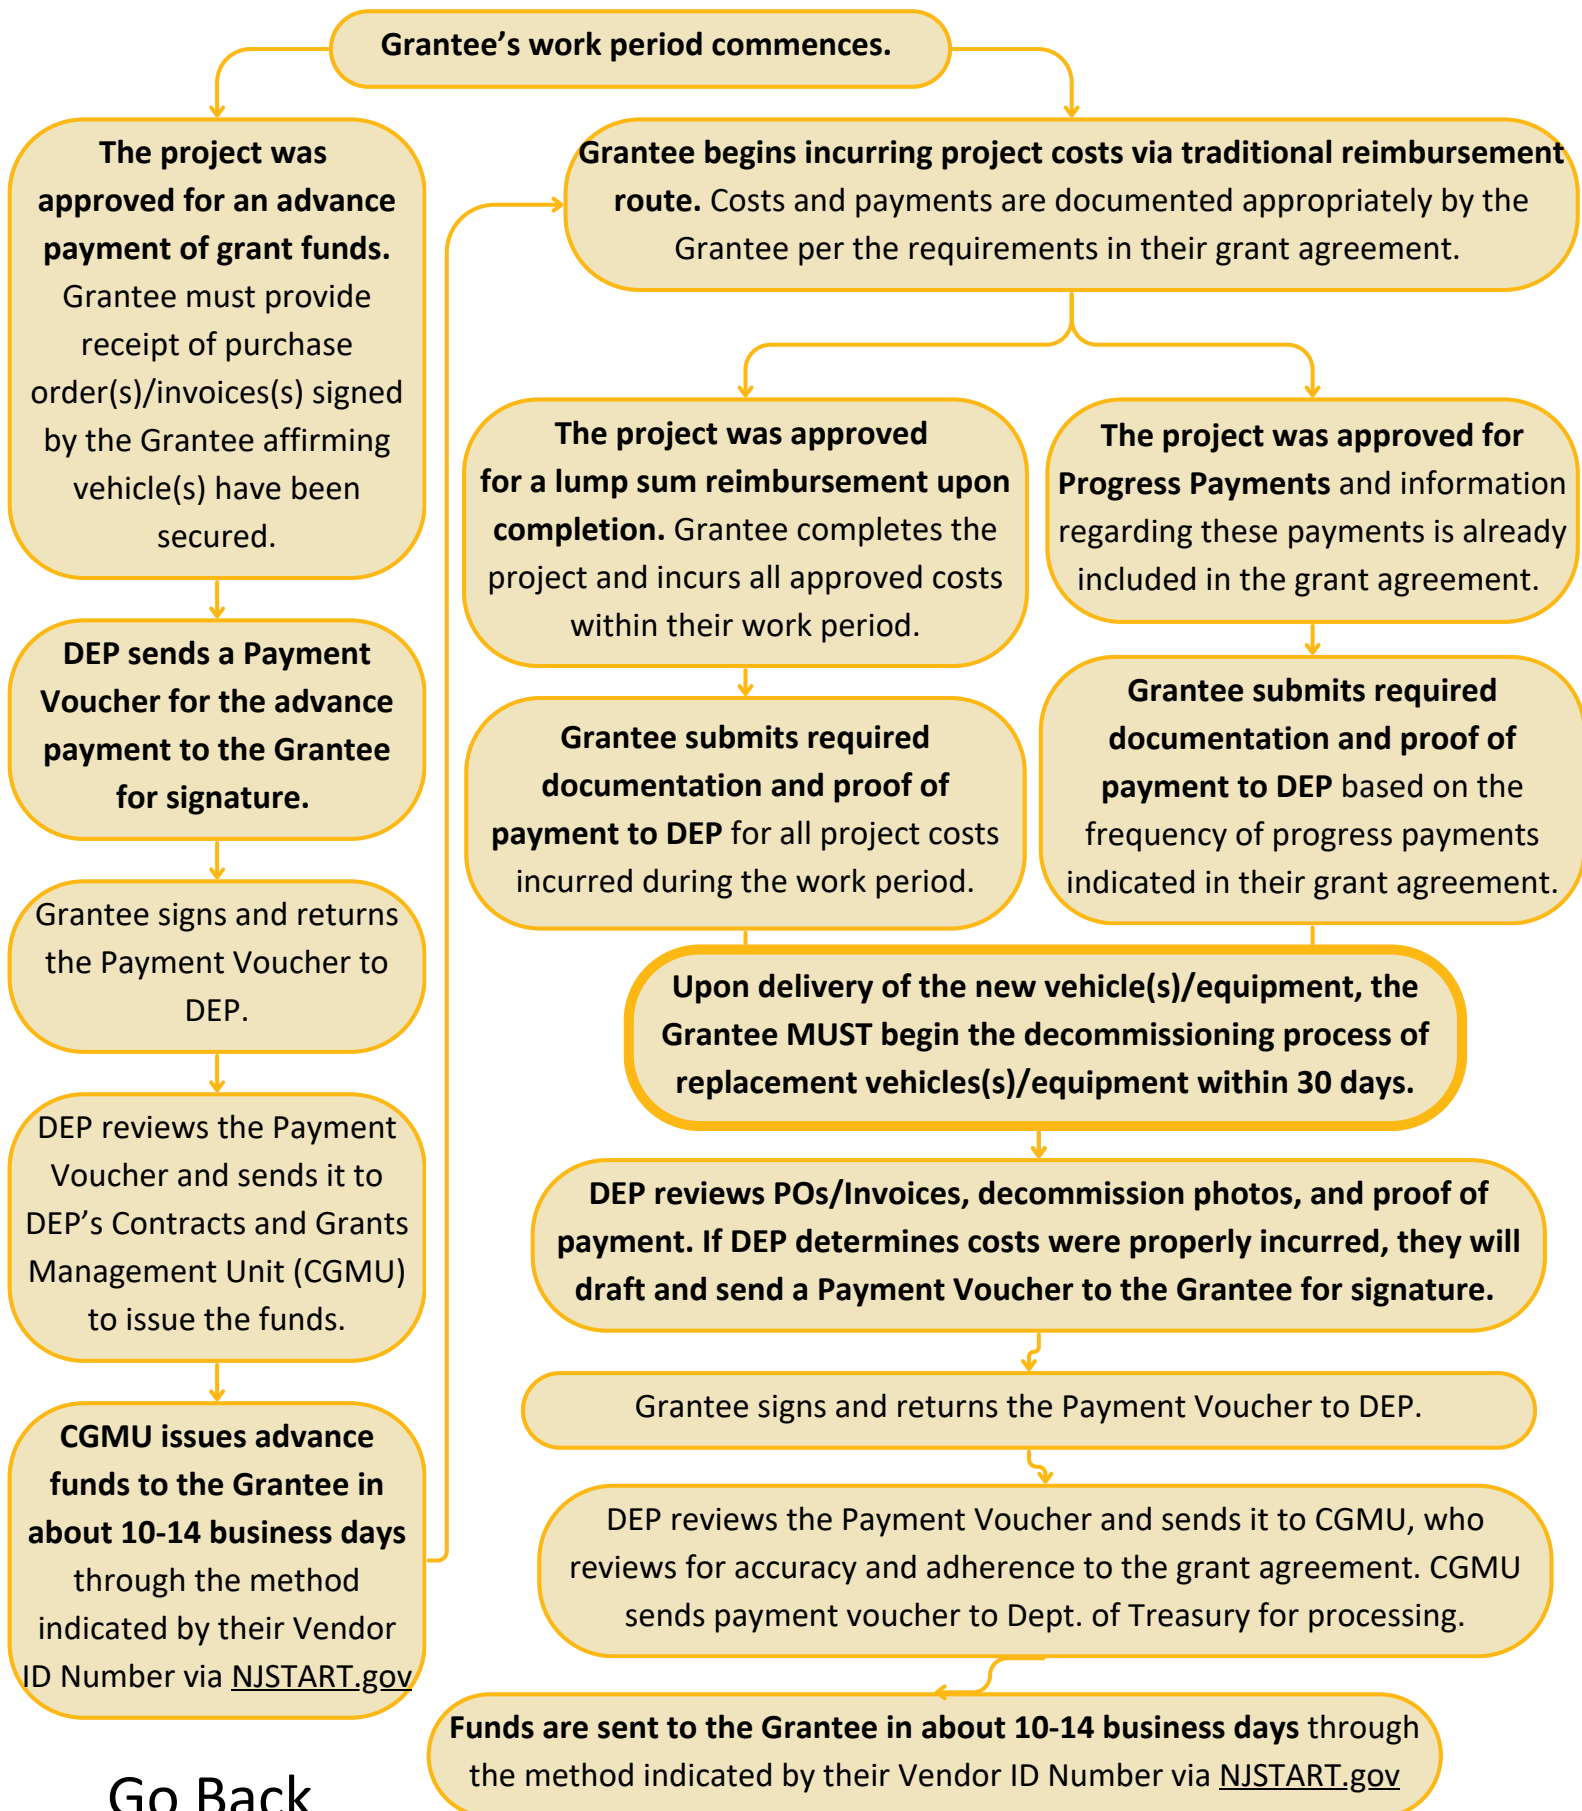 Grantee’s work period commences.
The project was
approved for an advance
payment of grant funds.
Grantee must provide
receipt of purchase
order(s)/invoices(s) signed
by the Grantee affirming
vehicle(s) have been
secured.
DEP sends a Payment
Voucher for the advance
payment to the Grantee
for signature.
Grantee signs and returns
the Payment Voucher to
DEP.
DEP reviews the Payment
Voucher and sends it to
DEP’s Contracts and Grants
Management Unit (CGMU)
to issue the funds.
CGMU issues advance
funds to the Grantee in
about 10-14 business days
through the method
indicated by their Vendor
ID Number via NJSTART.gov
Grantee begins incurring project costs via traditional reimbursement
route. Costs and payments are documented appropriately by the
Grantee per the requirements in their grant agreement.
The project was approved
for a lump sum reimbursement upon
completion. Grantee completes the
project and incurs all approved costs
within their work period.
Grantee submits required
documentation and proof of
payment to DEP for all project costs
incurred during the work period.
The project was approved for
Progress Payments and information
regarding these payments is already
included in the grant agreement.
Grantee submits required
documentation and proof of
payment to DEP based on the
frequency of progress payments
indicated in their grant agreement.
Upon delivery of the new vehicle(s)/equipment, the
Grantee MUST begin the decommissioning process of
replacement vehicles(s)/equipment within 30 days.
DEP reviews POs/Invoices, decommission photos, and proof of
payment. If DEP determines costs were properly incurred, they will
draft and send a Payment Voucher to the Grantee for signature.
Grantee signs and returns the Payment Voucher to DEP.
DEP reviews the Payment Voucher and sends it to CGMU, who
reviews for accuracy and adherence to the grant agreement. CGMU
sends payment voucher to Dept. of Treasury for processing.
Funds are sent to the Grantee in about 10-14 business days through
the method indicated by their Vendor ID Number via NJSTART.gov
Go Back